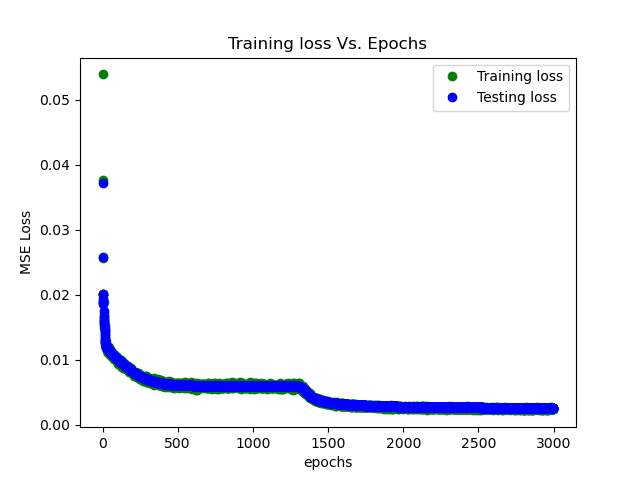 Training loss Vs. Epochs
Training loss
Testing loss
MSE Loss
0.05
0.04
0.03
0.02
0.01
0.00
0 500 1000 1500 2000 2500 3000
epochs